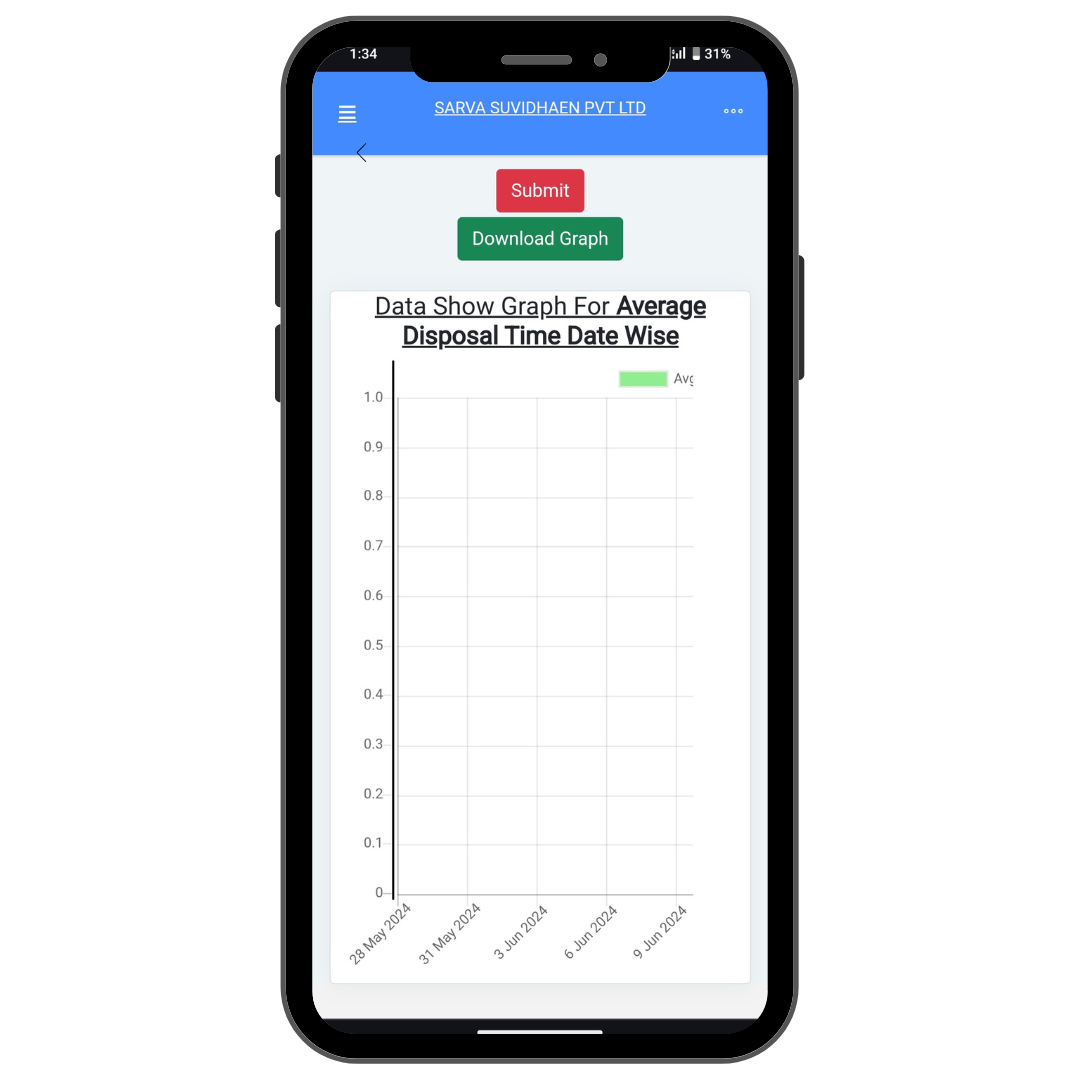 1:34 31%
SARVA SUVIDHAEN PVT LTD
Submit
Download Graph
Data Show Graph For Average
Disposal Time Date Wise
Avg
1.0
0.9
0.8
0.7
0.6
0.5
0.4
0.3
0.2
0.1
0
28 May 2024 31 May 2024 3 Jun 2024 6 Jun 2024 9 Jun 2024